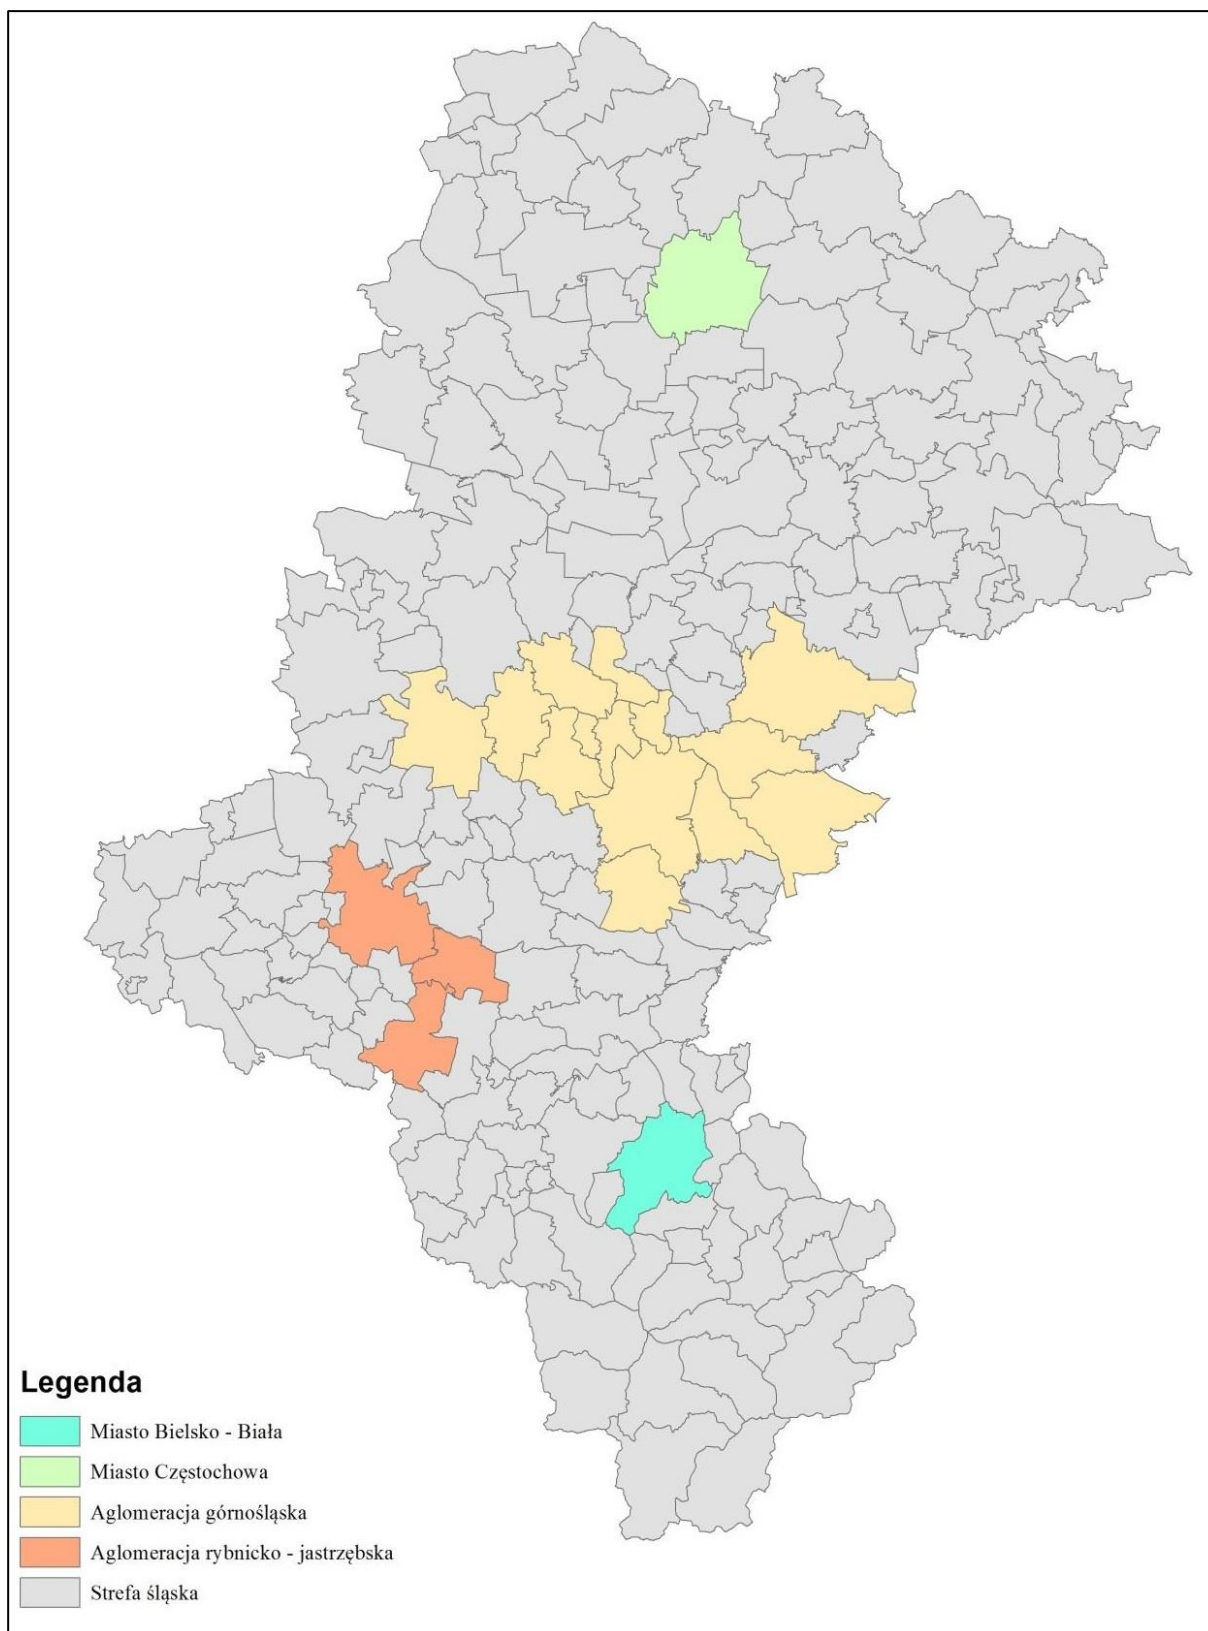 Legenda
Miasto Bielsko - Biała
Miasto Częstochowa
Aglomeracja górnośląska
Aglomeracja rybnicko - jastrzębska
Strefa śląska